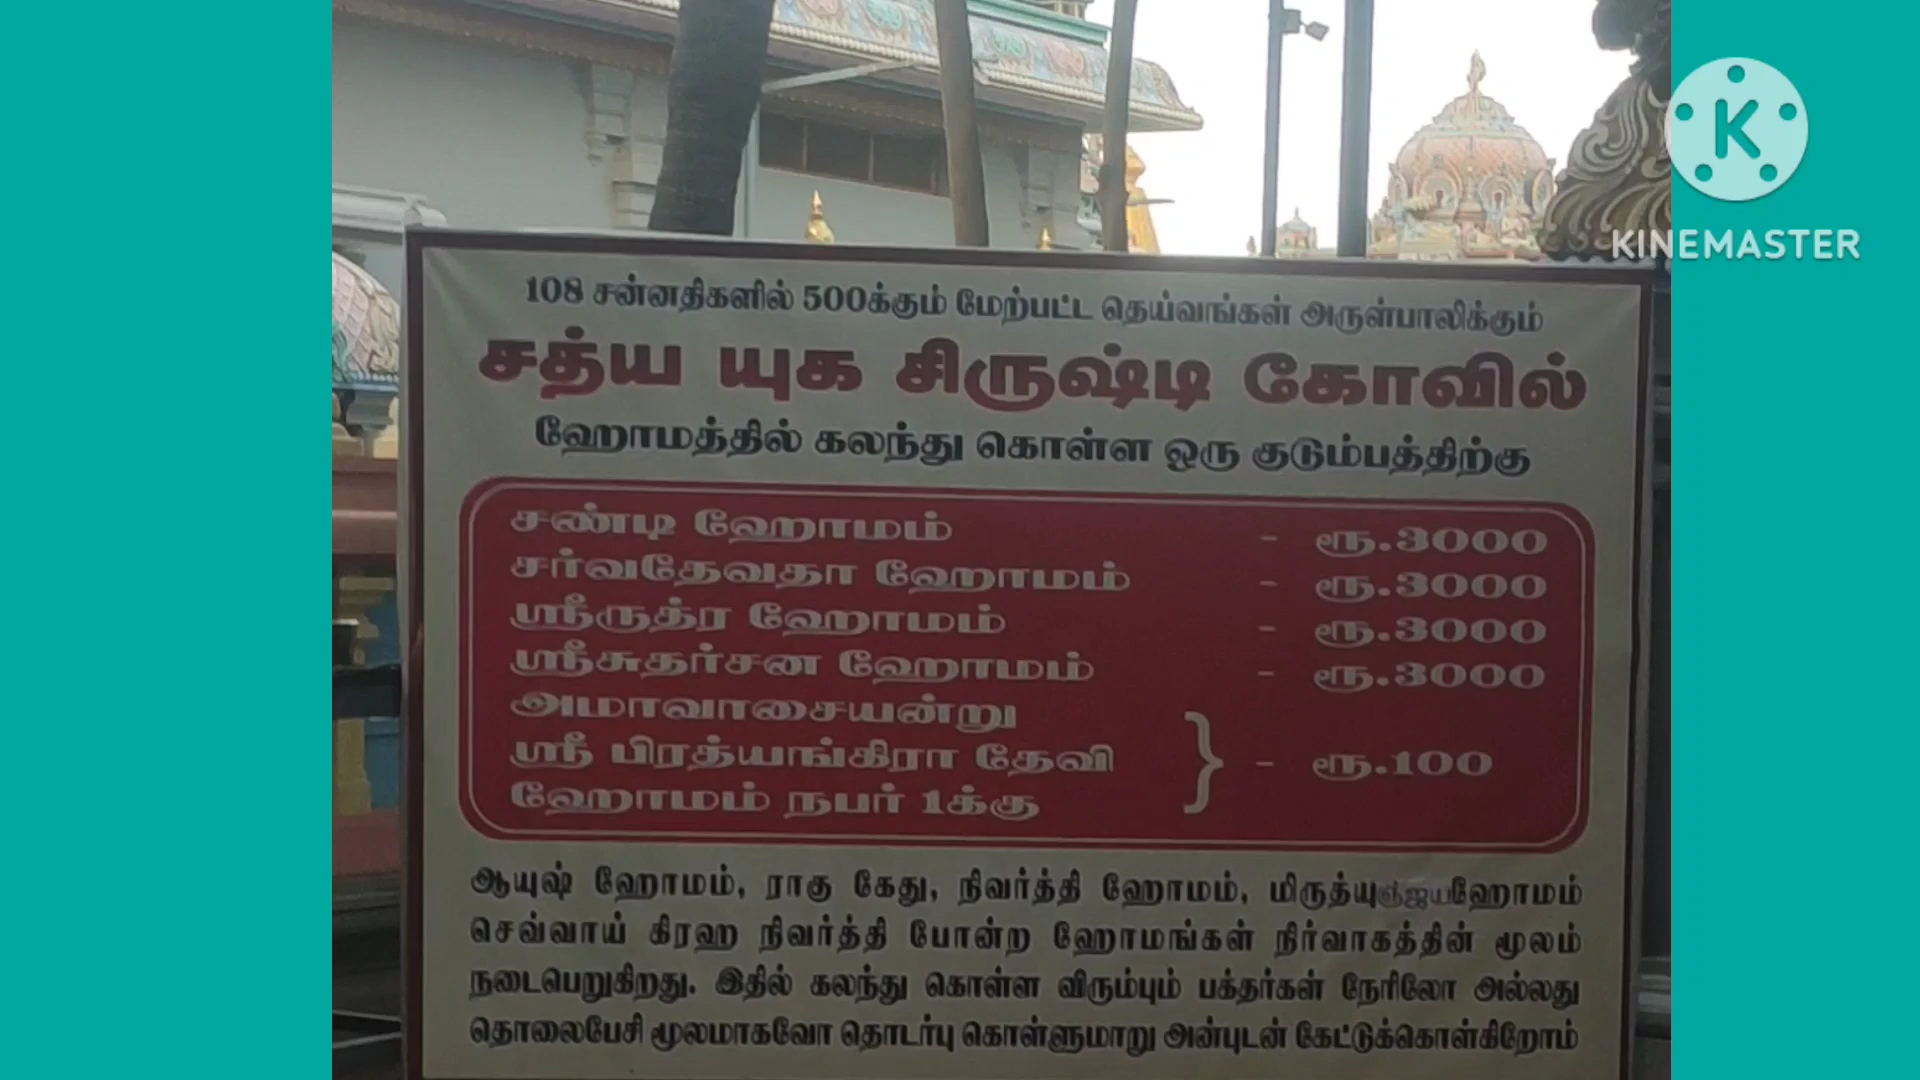 108 சன்னதிகளில் 500க்கும் மேற்பட்ட தெய்வங்கள் அருள்பாலிக்கும்
சத்ய யுக சிருஷ்டி கோவில்
ஹோமத்தில் கலந்து கொள்ள ஒரு குடும்பத்திற்கு
சண்டி ஹோமம் - ரூ.3000
சர்வதேவதா ஹோமம் - ரூ.3000
ஸ்ரீருத்ர ஹோமம் - ரூ.3000
ஸ்ரீசுதர்சன ஹோமம் - ரூ.3000
அமாவாசையன்று
ஸ்ரீ பிரத்யங்கிரா தேவி } - ரூ.100
ஹோமம் நபர் 1க்கு
ஆயுஷ் ஹோமம், ராகு கேது, நிவர்த்தி ஹோமம், மிருத்யுஞ்ஜயஹோமம்
செவ்வாய் கிரஹ நிவர்த்தி போன்ற ஹோமங்கள் நிர்வாகத்தின் மூலம்
நடைபெறுகிறது. இதில் கலந்து கொள்ள விரும்பும் பக்தர்கள் நேரிலோ அல்லது
தொலைபேசி மூலமாகவோ தொடர்பு கொள்ளுமாறு அன்புடன் கேட்டுக்கொள்கிறோம்
K
KINEMASTER